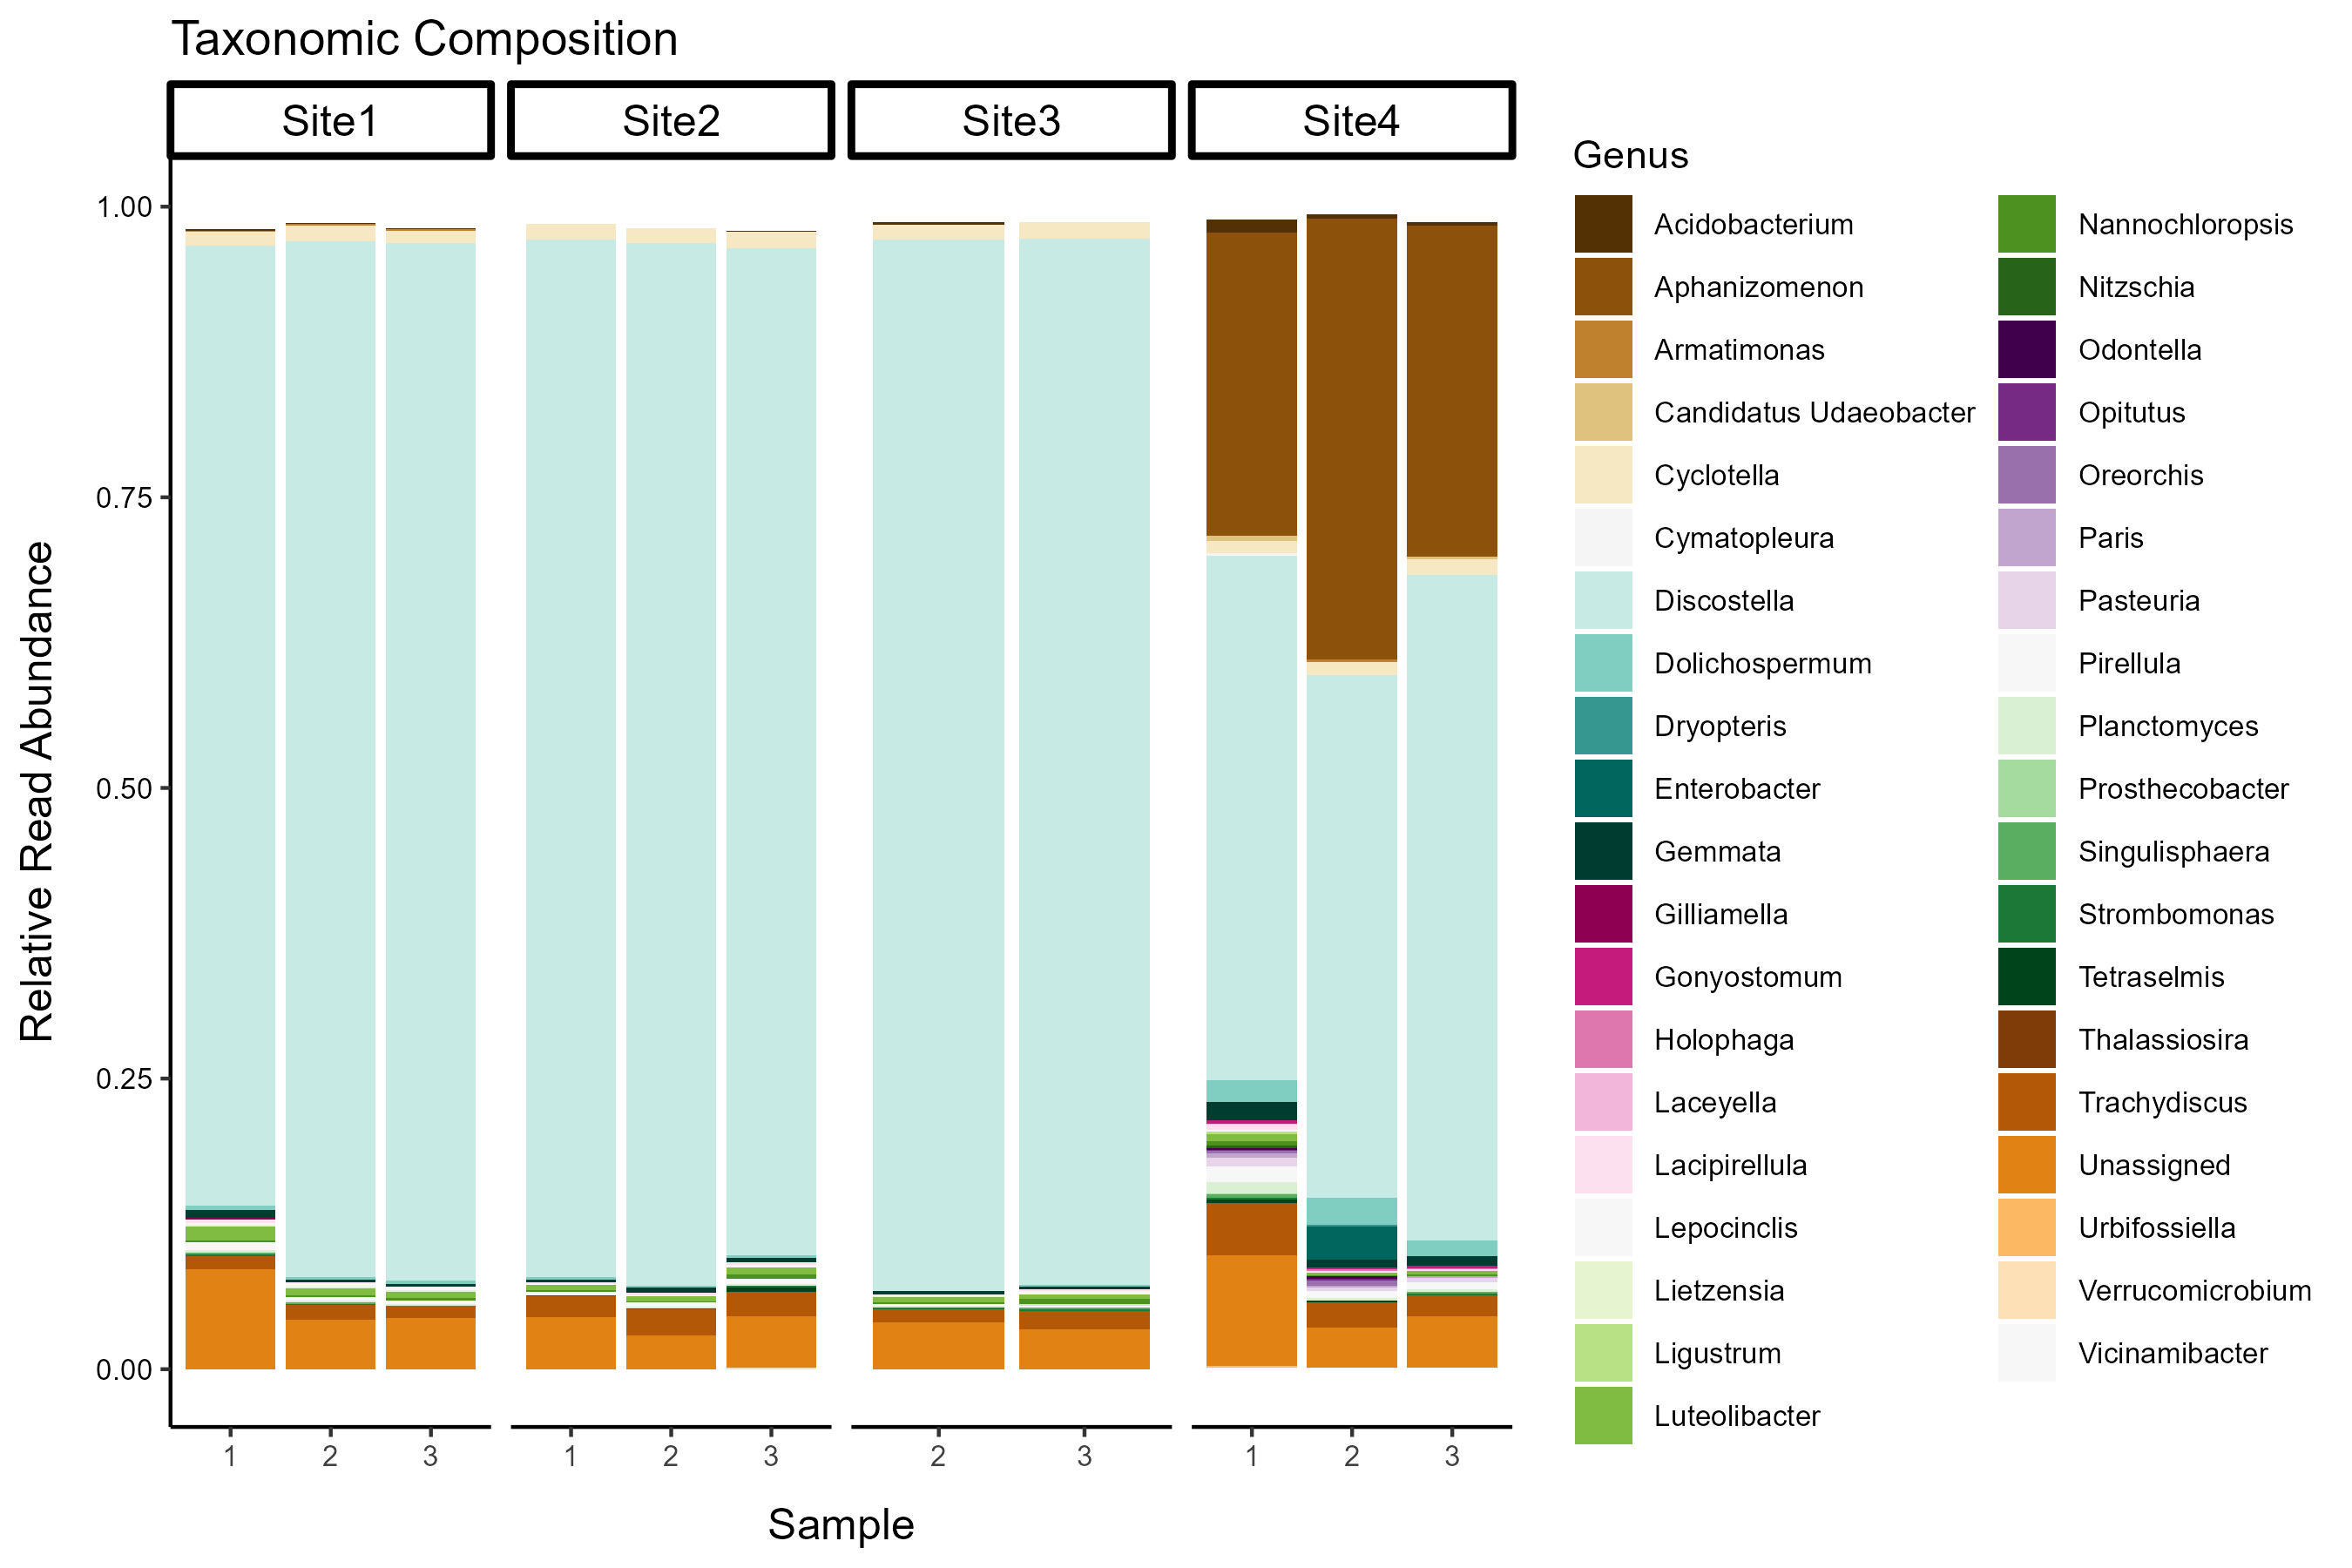 Taxonomic Composition
Site1
Site2
Site3
Site4
Relative Read Abundance
1.00
0.75
0.50
0.25
0.00
1 2 3
1 2 3
2 3
1 2 3
Sample
Genus
Acidobacterium
Aphanizomenon
Armatimonas
Candidatus Udaeobacter
Cyclotella
Cymatopleura
Discostella
Dolichospermum
Dryopteris
Enterobacter
Gemmata
Gilliamella
Gonyostomum
Holophaga
Laceyella
Lacipirellula
Lepocinclis
Lietzensia
Ligustrum
Luteolibacter
Nannochloropsis
Nitzschia
Odontella
Opitutus
Oreorchis
Paris
Pasteuria
Pirellula
Planctomyces
Prosthecobacter
Singulisphaera
Strombomonas
Tetraselmis
Thalassiosira
Trachydiscus
Unassigned
Urbifossiella
Verrucomicrobium
Vicinamibacter